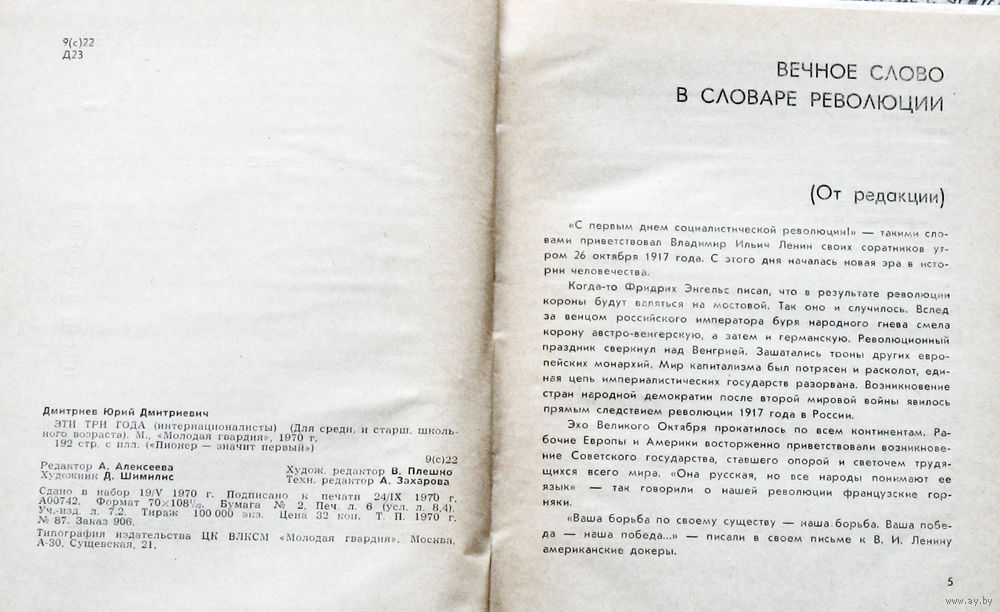 9(с)22
Д23
Дмитриев Юрий Дмитриевич
ЭТИ ТРИ ГОДА (интернационалисты) (Для средн. и старш. школь-
ного возраста). М., «Молодая гвардия», 1970 г.
192 стр. с илл. («Пионер — значит первый»)
9(с)22
Редактор А. Алексеева
Художник Д. Шимилис
Худож. редактор В. Плешко
Техн. редактор А. Захарова
Сдано в набор 19/V 1970 г. Подписано к печати 24/IX 1970 г.
А00742. Формат 70×108¹/₃₂. Бумага № 2. Печ. л. 6 (усл. л. 8,4).
Уч.-изд. л. 7,2. Тираж 100 000 экз. Цена 32 коп. Т. П. 1970 г.
№ 87. Заказ 906.
Типография издательства ЦК ВЛКСМ «Молодая гвардия». Москва,
А-30, Сущевская, 21.
ВЕЧНОЕ СЛОВО
В СЛОВАРЕ РЕВОЛЮЦИИ
(От редакции)
«С первым днем социалистической революции!» — такими сло-
вами приветствовал Владимир Ильич Ленин своих соратников ут-
ром 26 октября 1917 года. С этого дня началась новая эра в исто-
рии человечества.
Когда-то Фридрих Энгельс писал, что в результате революции
короны будут валяться на мостовой. Так оно и случилось. Вслед
за венцом российского императора буря народного гнева смела
корону австро-венгерскую, а затем и германскую. Революционный
праздник сверкнул над Венгрией. Зашатались троны других евро-
пейских монархий. Мир капитализма был потрясен и расколот, еди-
ная цепь империалистических государств разорвана. Возникновение
стран народной демократии после второй мировой войны явилось
прямым следствием революции 1917 года в России.
Эхо Великого Октября прокатилось по всем континентам. Ра-
бочие Европы и Америки восторженно приветствовали возникнове-
ние Советского государства, ставшего опорой и светочем трудя-
щихся всего мира. «Она русская, но все народы понимают ее
язык» — так говорили о нашей революции французские гор-
няки.
«Ваша борьба по своему существу — наша борьба. Ваша побе-
да — наша победа...» — писали в своем письме к В. И. Ленину
американские докеры.
5
www.ay.by